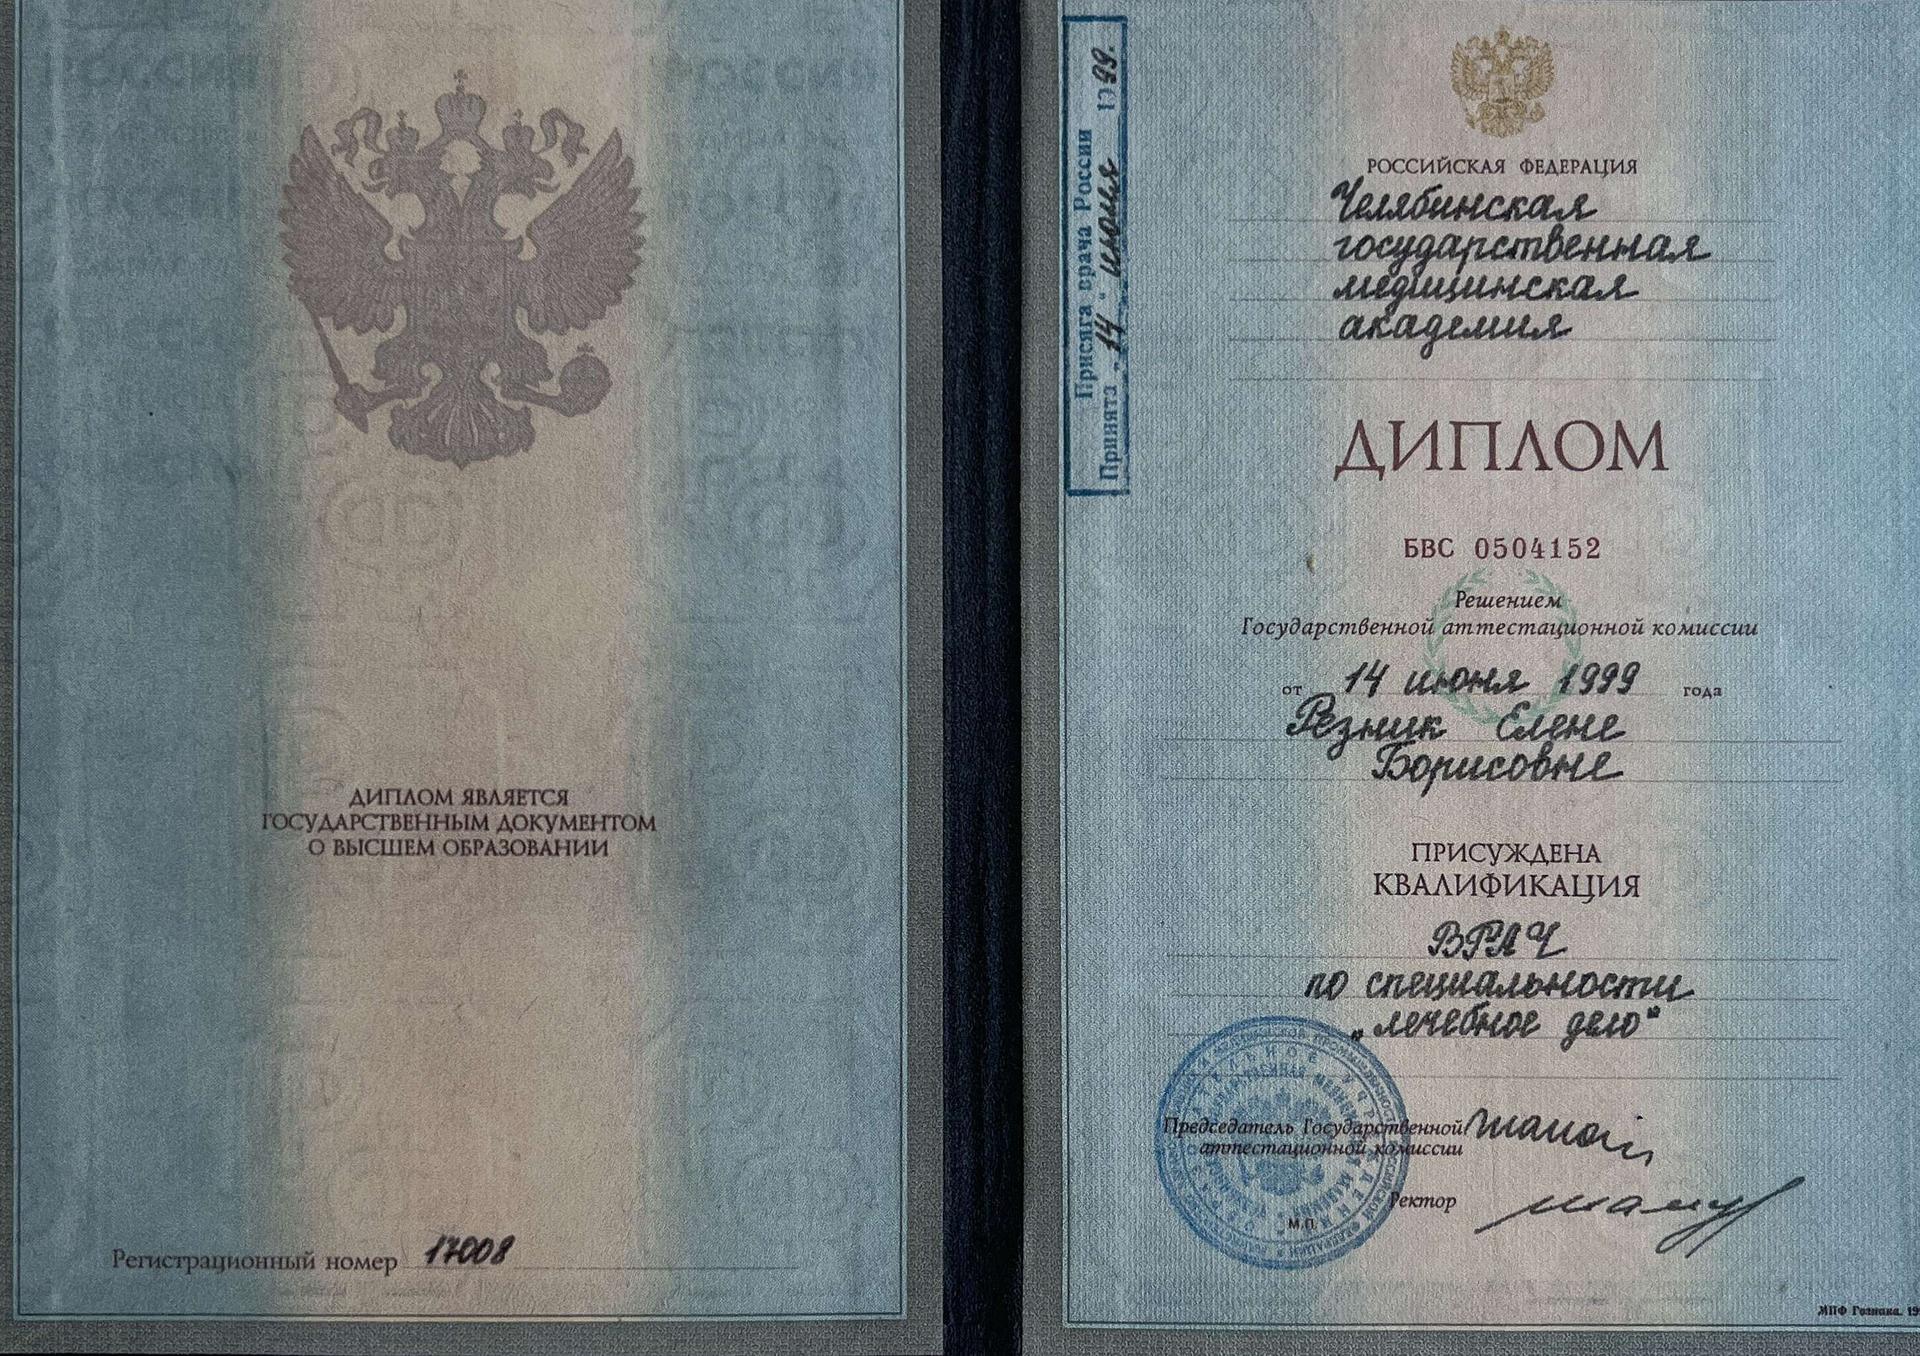 ДИПЛОМ ЯВЛЯЕТСЯ
ГОСУДАРСТВЕННЫМ ДОКУМЕНТОМ
О ВЫСШЕМ ОБРАЗОВАНИИ
Регистрационный номер 17008
Присяга врача России
Принята „14" июня 1999.
РОССИЙСКАЯ ФЕДЕРАЦИЯ
Челябинская
государственная
медицинская
академия
ДИПЛОМ
БВС 0504152
Решением
Государственной аттестационной комиссии
от 14 июня 1999 года
Резник Елене
Борисовне
ПРИСУЖДЕНА
КВАЛИФИКАЦИЯ
ВРАЧ
по специальности
„лечебное дело"
Председатель Государственной
аттестационной комиссии
Ректор
М.П.
МПФ Гознака. 19